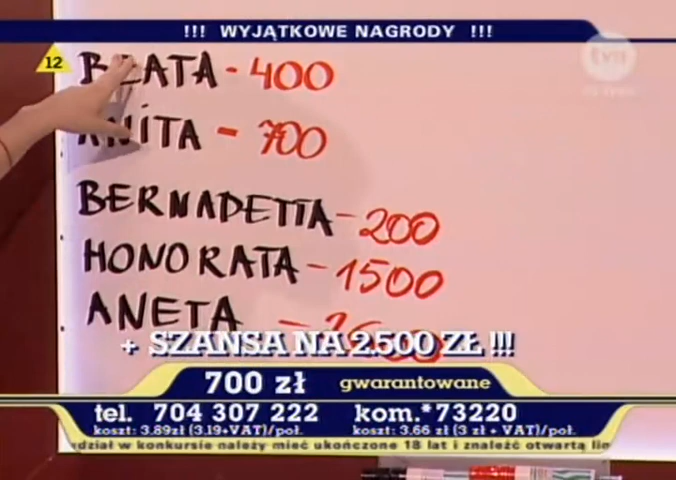 !!! WYJĄTKOWE NAGRODY !!!
12
BEATA - 400
ANITA - 700
BERNADETTA - 200
HONORATA - 1500
ANETA -
+ SZANSA NA 2.500 ZŁ !!!
700 zł gwarantowane
tel. 704 307 222 kom.*73220
koszt: 3.89zł (3.19+VAT)/poł. koszt: 3.66 zł (3 zł + VAT)/poł.
w konkursie należy mieć ukończone 18 lat i znaleźć otwartą